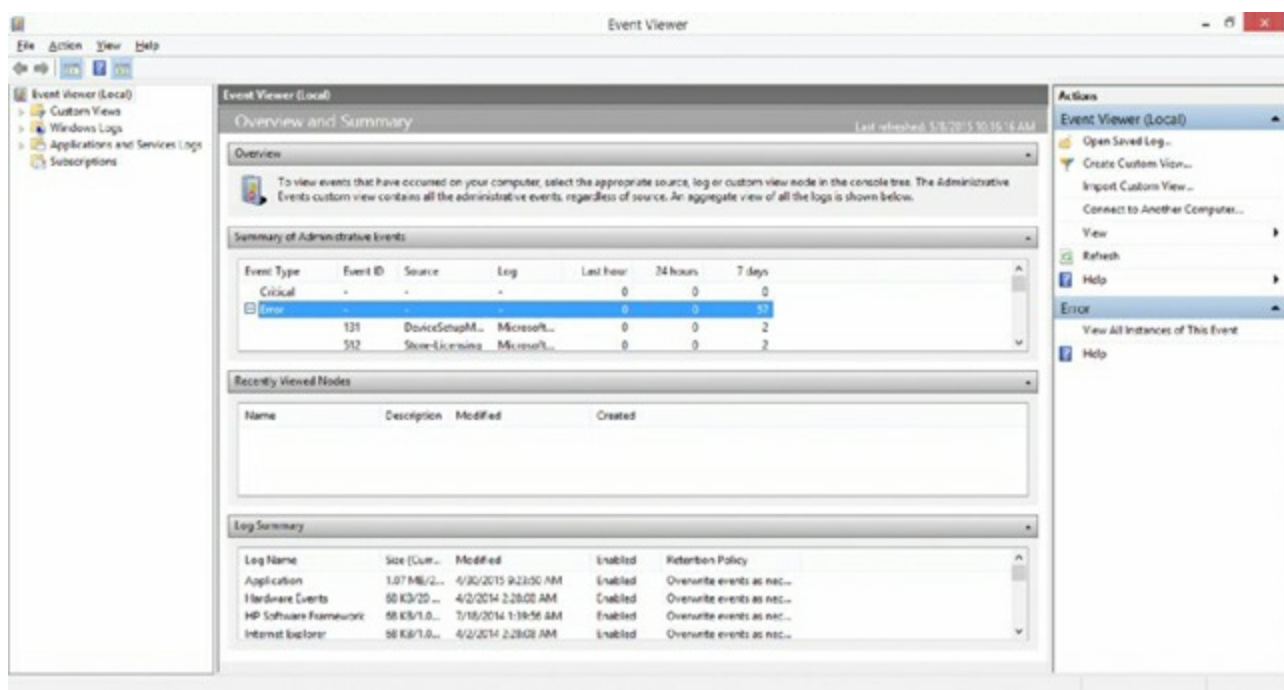 Event Viewer
File Action View Help
Event Viewer (Local)
Custom Views
Windows Logs
Applications and Services Logs
Subscriptions
Event Viewer (Local)
Overview and Summary Last refreshed: 5/8/2015 10:16:16 AM
Overview
To view events that have occurred on your computer, select the appropriate source, log or custom view node in the console tree. The Administrative
Events custom view contains all the administrative events, regardless of source. An aggregate view of all the logs is shown below.
Summary of Administrative Events
Event Type Event ID Source Log Last hour 24 hours 7 days
Critical - - - 0 0 0
Error - - - 0 0 57
131 DeviceSetupM... Microsoft... 0 0 2
512 Store-Licensing Microsoft... 0 0 2
Recently Viewed Nodes
Name Description Modified Created
Log Summary
Log Name Size (Curr... Modified Enabled Retention Policy
Application 1.07 MB/2... 4/30/2015 9:23:50 AM Enabled Overwrite events as nec...
Hardware Events 68 KB/20 ... 4/2/2014 2:28:08 AM Enabled Overwrite events as nec...
HP Software Framework 68 KB/1.0... 7/18/2014 1:39:56 AM Enabled Overwrite events as nec...
Internet Explorer 68 KB/1.0... 4/2/2014 2:28:08 AM Enabled Overwrite events as nec...
Actions
Event Viewer (Local)
Open Saved Log...
Create Custom View...
Import Custom View...
Connect to Another Computer...
View
Refresh
Help
Error
View All Instances of This Event
Help